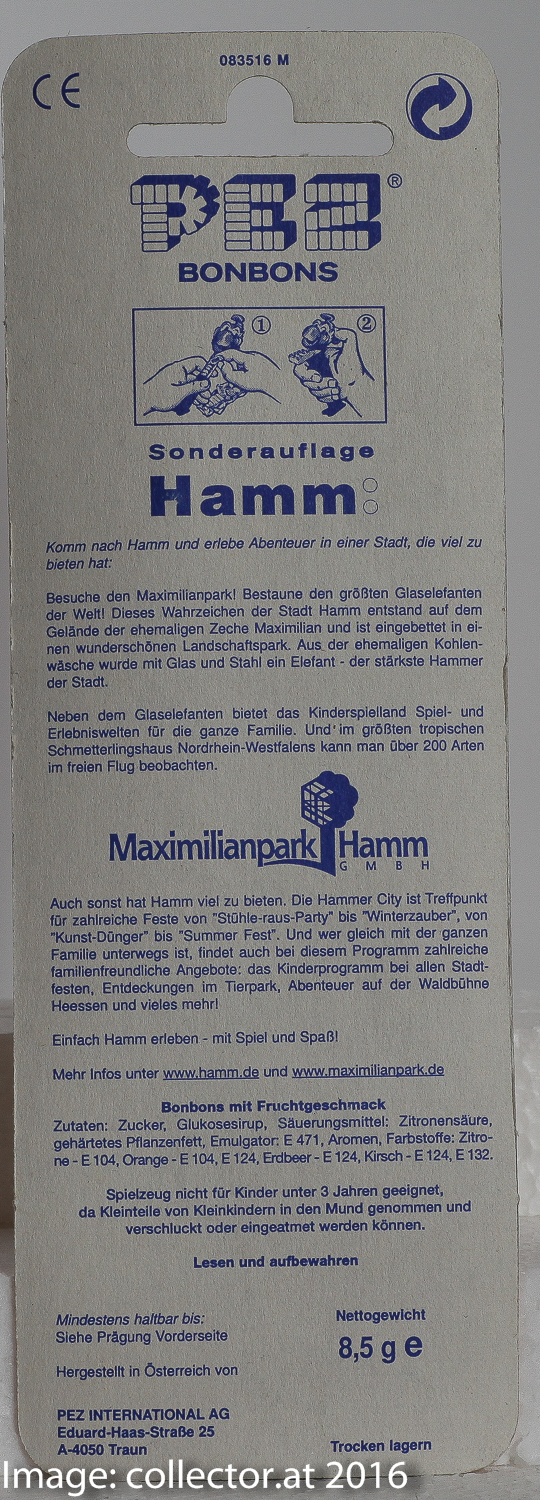 083516 M
CE
PEZ®
BONBONS
1 2
Sonderauflage
Hamm:
Komm nach Hamm und erlebe Abenteuer in einer Stadt, die viel zu
bieten hat:
Besuche den Maximilianpark! Bestaune den größten Glaselefanten
der Welt! Dieses Wahrzeichen der Stadt Hamm entstand auf dem
Gelände der ehemaligen Zeche Maximilian und ist eingebettet in ei-
nen wunderschönen Landschaftspark. Aus der ehemaligen Kohlen-
wäsche wurde mit Glas und Stahl ein Elefant - der stärkste Hammer
der Stadt.
Neben dem Glaselefanten bietet das Kinderspielland Spiel- und
Erlebniswelten für die ganze Familie. Und im größten tropischen
Schmetterlingshaus Nordrhein-Westfalens kann man über 200 Arten
im freien Flug beobachten.
Maximilianpark Hamm
GMBH
Auch sonst hat Hamm viel zu bieten. Die Hammer City ist Treffpunkt
für zahlreiche Feste von "Stühle-raus-Party" bis "Winterzauber", von
"Kunst-Dünger" bis "Summer Fest". Und wer gleich mit der ganzen
Familie unterwegs ist, findet auch bei diesem Programm zahlreiche
familienfreundliche Angebote: das Kinderprogramm bei allen Stadt-
festen, Entdeckungen im Tierpark, Abenteuer auf der Waldbühne
Heessen und vieles mehr!
Einfach Hamm erleben - mit Spiel und Spaß!
Mehr Infos unter www.hamm.de und www.maximilianpark.de
Bonbons mit Fruchtgeschmack
Zutaten: Zucker, Glukosesirup, Säuerungsmittel: Zitronensäure,
gehärtetes Pflanzenfett, Emulgator: E 471, Aromen, Farbstoffe: Zitro-
ne - E 104, Orange - E 104, E 124, Erdbeer - E 124, Kirsch - E 124, E 132.
Spielzeug nicht für Kinder unter 3 Jahren geeignet,
da Kleinteile von Kleinkindern in den Mund genommen und
verschluckt oder eingeatmet werden können.
Lesen und aufbewahren
Mindestens haltbar bis:
Siehe Prägung Vorderseite
Nettogewicht
8,5 g e
Hergestellt in Österreich von
PEZ INTERNATIONAL AG
Eduard-Haas-Straße 25
A-4050 Traun
Trocken lagern
Image: collector.at 2016